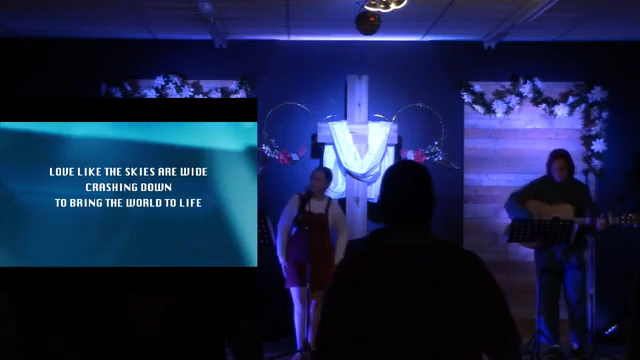 LOVE LIKE THE SKIES ARE WIDE
CRASHING DOWN
TO BRING THE WORLD TO LIFE